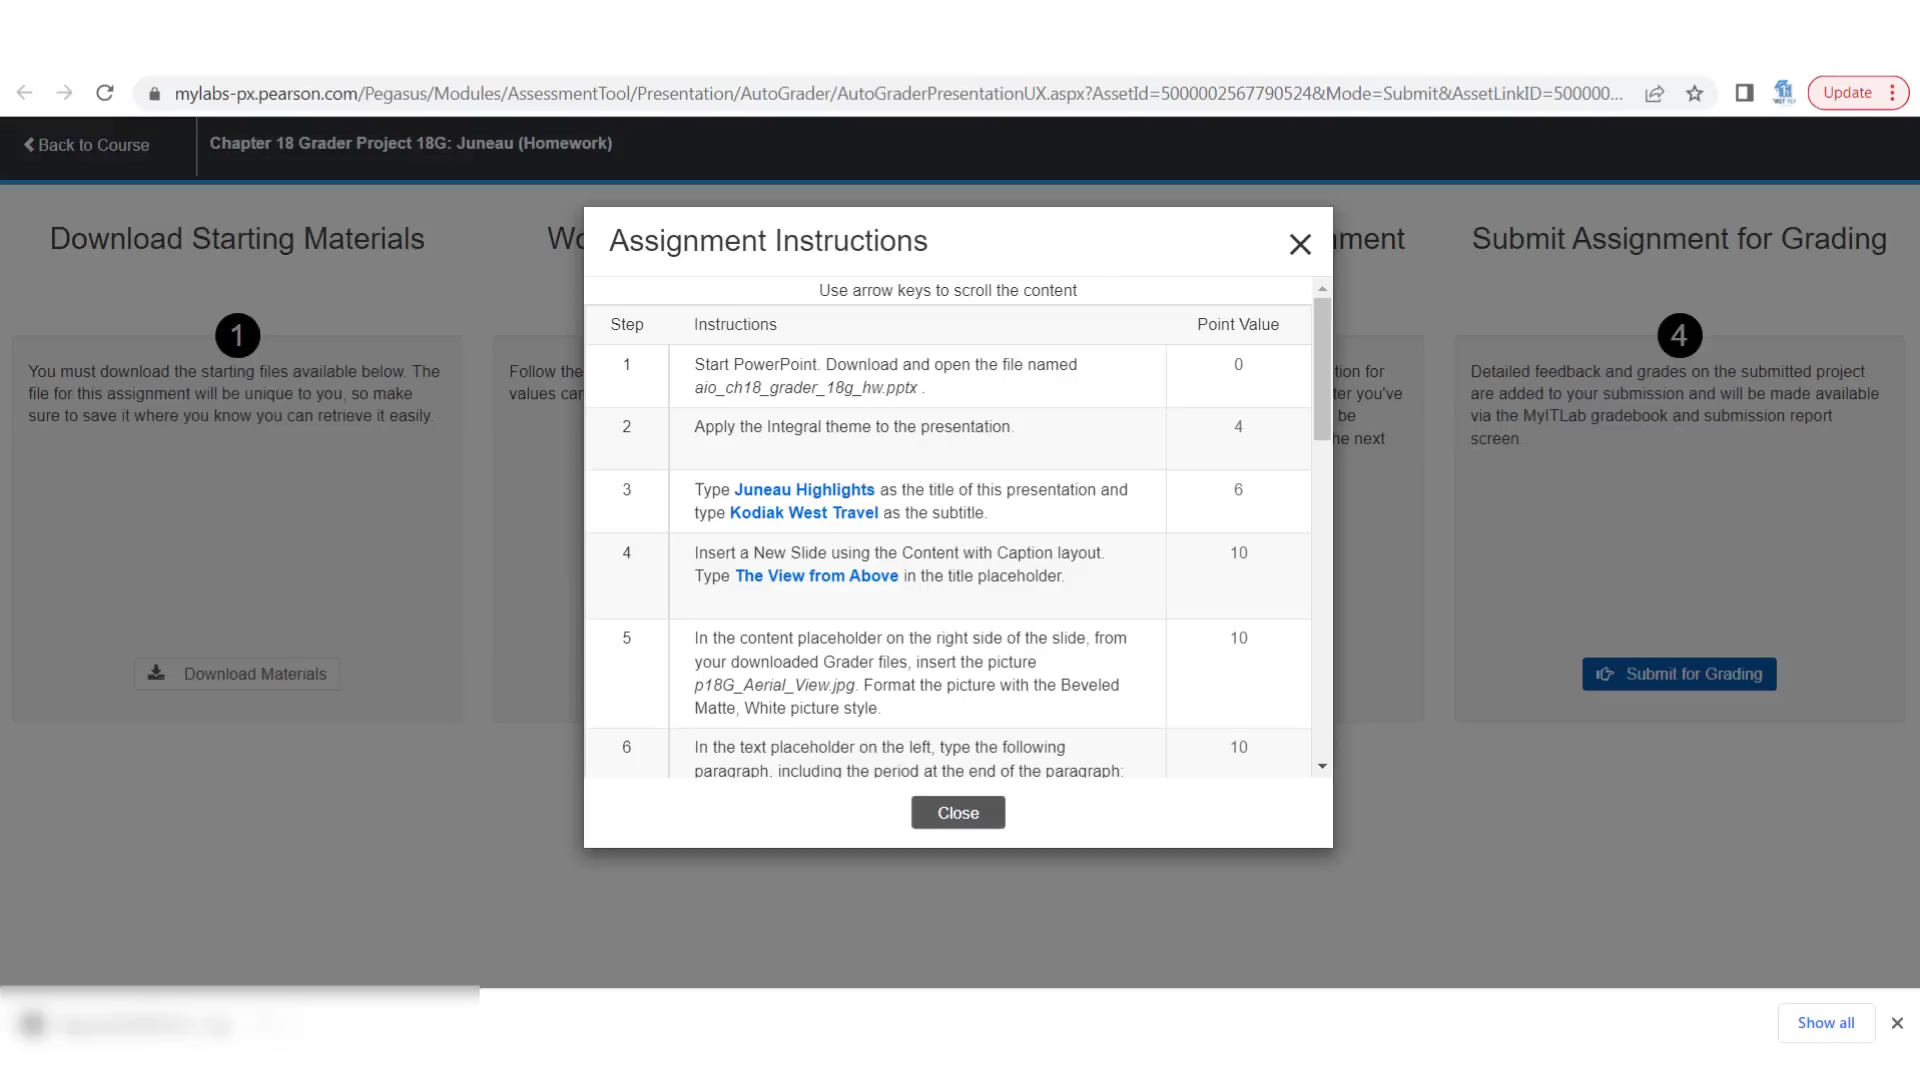 mylabs-px.pearson.com/Pegasus/Modules/AssessmentTool/Presentation/AutoGrader/AutoGraderPresentationUX.aspx?AssetId=5000002567790524&Mode=Submit&AssetLinkID=500000...
Update
Back to Course
Chapter 18 Grader Project 18G: Juneau (Homework)
Download Starting Materials
Wo
nment
Submit Assignment for Grading
1
You must download the starting files available below. The
file for this assignment will be unique to you, so make
sure to save it where you know you can retrieve it easily.
Download Materials
Follow the
values can
Assignment Instructions
Use arrow keys to scroll the content
Step Instructions Point Value
1 Start PowerPoint. Download and open the file named 0
aio_ch18_grader_18g_hw.pptx .
2 Apply the Integral theme to the presentation. 4
3 Type Juneau Highlights as the title of this presentation and 6
type Kodiak West Travel as the subtitle.
4 Insert a New Slide using the Content with Caption layout. 10
Type The View from Above in the title placeholder.
5 In the content placeholder on the right side of the slide, from 10
your downloaded Grader files, insert the picture
p18G_Aerial_View.jpg. Format the picture with the Beveled
Matte, White picture style.
6 In the text placeholder on the left, type the following 10
paragraph, including the period at the end of the paragraph:
Close
tion for
ter you've
be
he next
4
Detailed feedback and grades on the submitted project
are added to your submission and will be made available
via the MyITLab gradebook and submission report
screen.
Submit for Grading
Show all